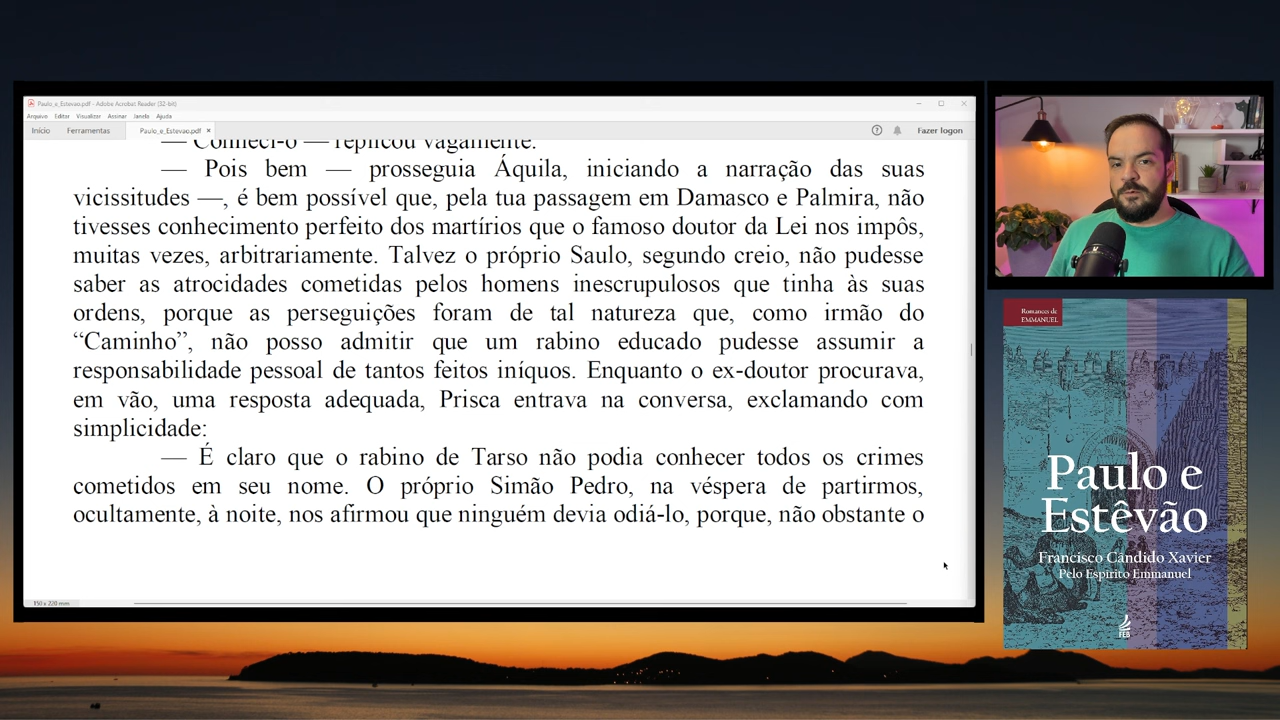 Paulo_e_Estevao.pdf - Adobe Acrobat Reader (32-bit)
Arquivo Editar Visualizar Assinar Janela Ajuda
Início Ferramentas Paulo_e_Estevao.pdf × Fazer logon
— Conheci-o — replicou vagamente.
— Pois bem — prosseguia Áquila, iniciando a narração das suas
vicissitudes —, é bem possível que, pela tua passagem em Damasco e Palmira, não
tivesses conhecimento perfeito dos martírios que o famoso doutor da Lei nos impôs,
muitas vezes, arbitrariamente. Talvez o próprio Saulo, segundo creio, não pudesse
saber as atrocidades cometidas pelos homens inescrupulosos que tinha às suas
ordens, porque as perseguições foram de tal natureza que, como irmão do
“Caminho”, não posso admitir que um rabino educado pudesse assumir a
responsabilidade pessoal de tantos feitos iníquos. Enquanto o ex-doutor procurava,
em vão, uma resposta adequada, Prisca entrava na conversa, exclamando com
simplicidade:
— É claro que o rabino de Tarso não podia conhecer todos os crimes
cometidos em seu nome. O próprio Simão Pedro, na véspera de partirmos,
ocultamente, à noite, nos afirmou que ninguém devia odiá-lo, porque, não obstante o
150 x 220 mm
Romances de
EMMANUEL
Paulo e
Estêvão
Francisco Cândido Xavier
Pelo Espírito Emmanuel
FEB